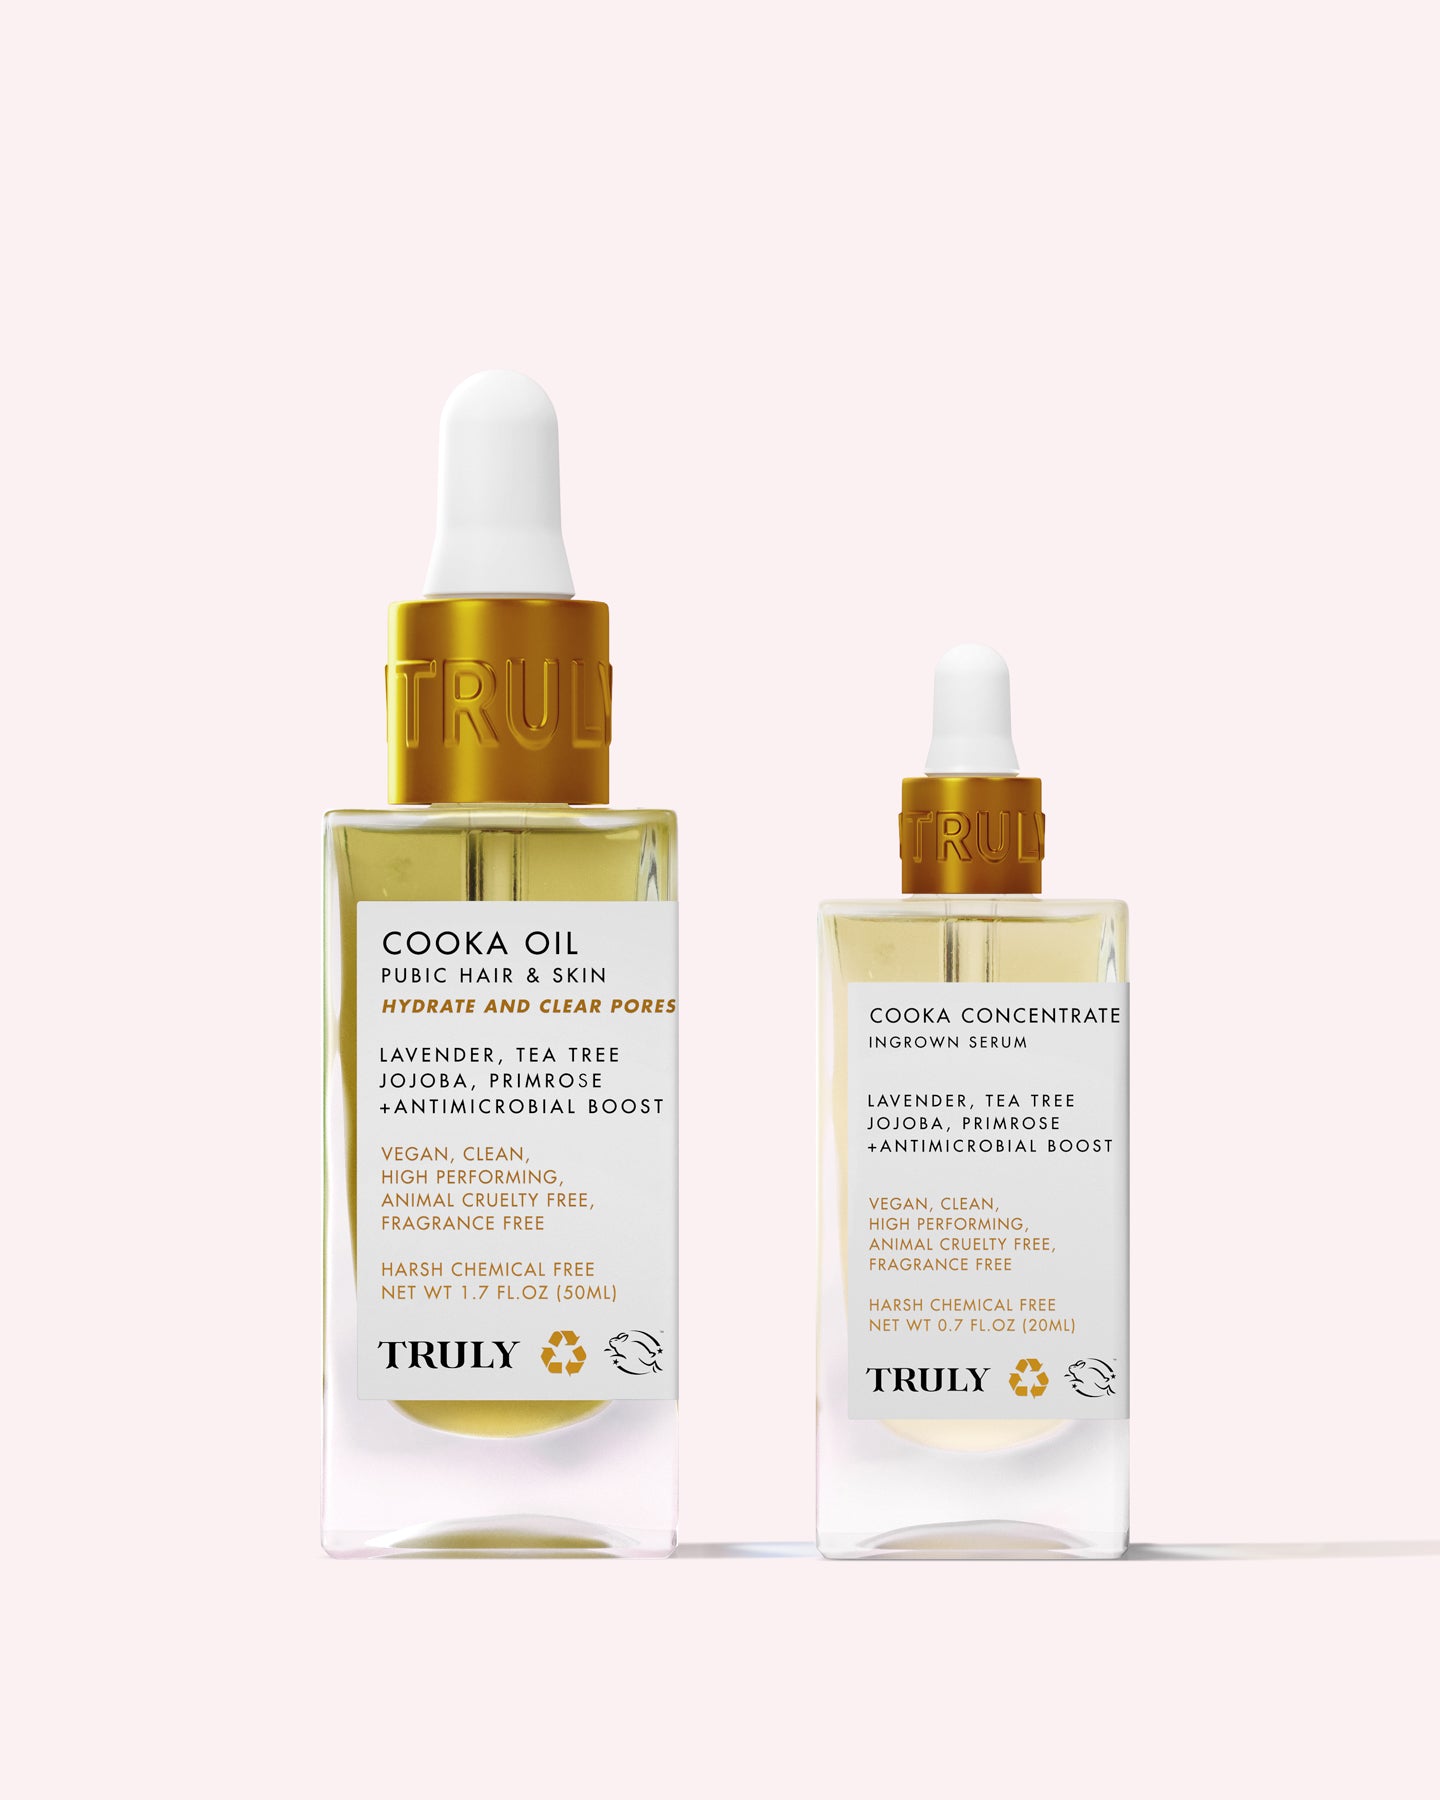 TRULY
COOKA OIL
PUBIC HAIR & SKIN
HYDRATE AND CLEAR PORES
LAVENDER, TEA TREE
JOJOBA, PRIMROSE
+ANTIMICROBIAL BOOST
VEGAN, CLEAN,
HIGH PERFORMING,
ANIMAL CRUELTY FREE,
FRAGRANCE FREE
HARSH CHEMICAL FREE
NET WT 1.7 FL.OZ (50ML)
TRULY
TRULY
COOKA CONCENTRATE
INGROWN SERUM
LAVENDER, TEA TREE
JOJOBA, PRIMROSE
+ANTIMICROBIAL BOOST
VEGAN, CLEAN,
HIGH PERFORMING,
ANIMAL CRUELTY FREE,
FRAGRANCE FREE
HARSH CHEMICAL FREE
NET WT 0.7 FL.OZ (20ML)
TRULY